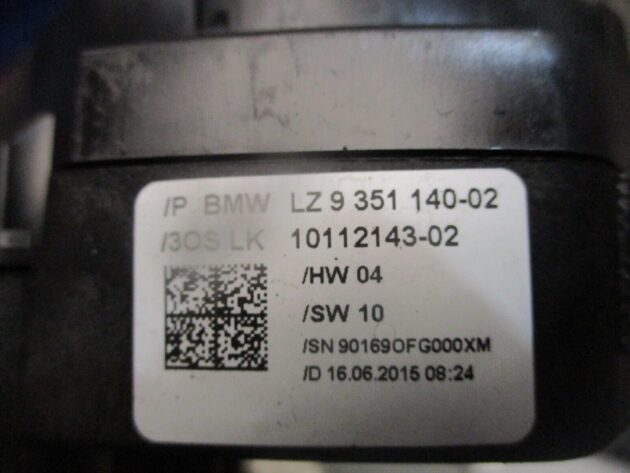 /P BMW LZ 9 351 140-02
/3OS LK 10112143-02
/HW 04
/SW 10
/SN 90169OFG000XM
/D 16.06.2015 08:24